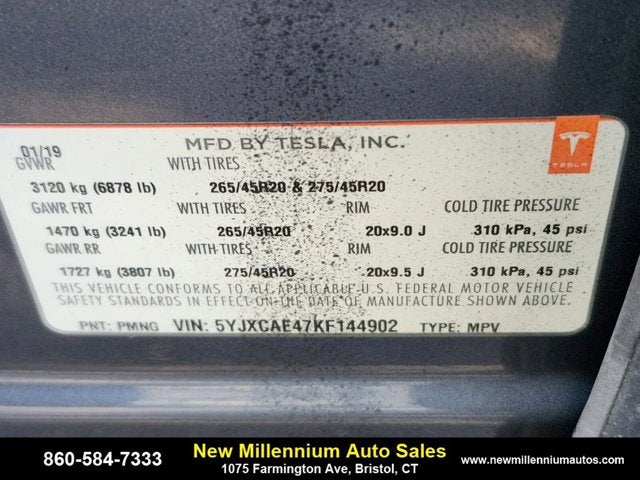 01/19
MFD BY TESLA, INC.
GVWR WITH TIRES
TESLA
3120 kg (6878 lb) 265/45R20 & 275/45R20
GAWR FRT WITH TIRES RIM COLD TIRE PRESSURE
1470 kg (3241 lb) 265/45R20 20x9.0 J 310 kPa, 45 psi
GAWR RR WITH TIRES RIM COLD TIRE PRESSURE
1727 kg (3807 lb) 275/45R20 20x9.5 J 310 kPa, 45 psi
THIS VEHICLE CONFORMS TO ALL APPLICABLE U.S. FEDERAL MOTOR VEHICLE
SAFETY STANDARDS IN EFFECT ON THE DATE OF MANUFACTURE SHOWN ABOVE.
PNT: PMNG VIN: 5YJXCAE47KF144902 TYPE: MPV
860-584-7333 New Millennium Auto Sales www.newmillenniumautos.com
1075 Farmington Ave, Bristol, CT